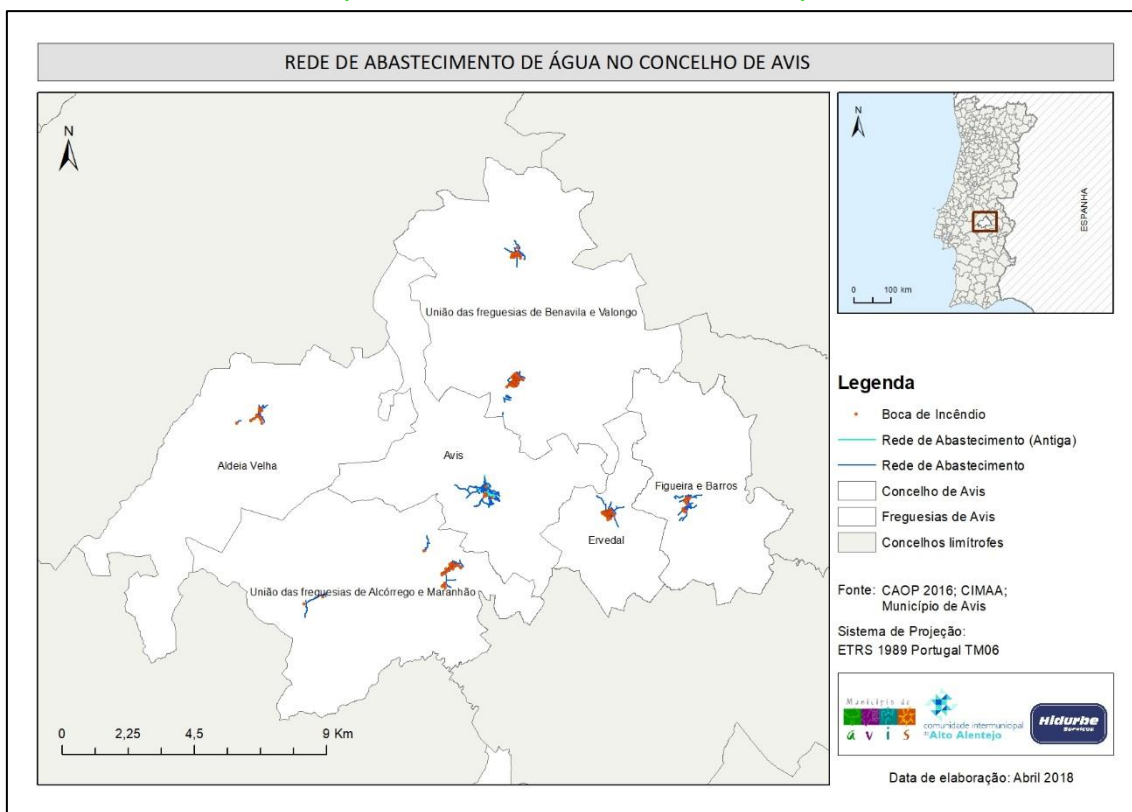 REDE DE ABASTECIMENTO DE ÁGUA NO CONCELHO DE AVIS
N
União das freguesias de Benavila e Valongo
Aldeia Velha
Avis
Figueira e Barros
Ervedal
União das freguesias de Alcórrego e Maranhão
0 2,25 4,5 9 Km
N
ESPANHA
0 100 km
Legenda
Boca de Incêndio
Rede de Abastecimento (Antiga)
Rede de Abastecimento
Concelho de Avis
Freguesias de Avis
Concelhos limítrofes
Fonte: CAOP 2016; CIMAA;
Município de Avis
Sistema de Projeção:
ETRS 1989 Portugal TM06
Município de
avis
comunidade intermunicipal
do Alto Alentejo
Hidurbe
Serviços
Data de elaboração: Abril 2018